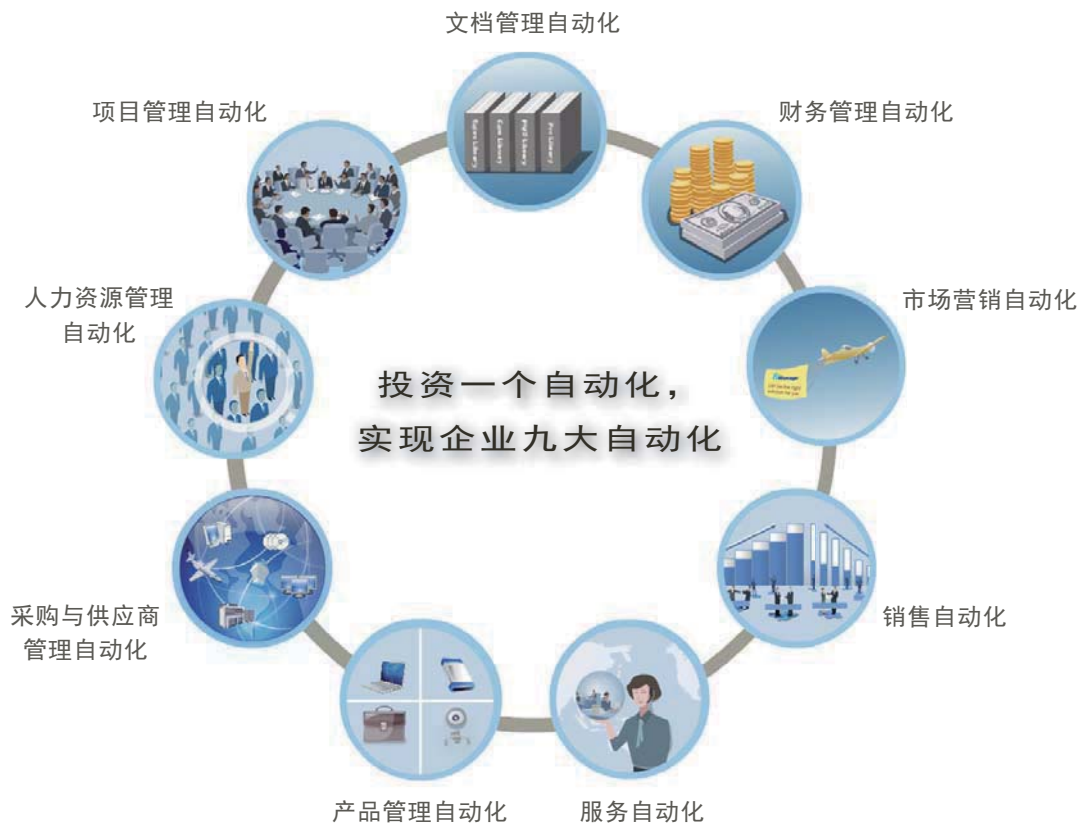 文档管理自动化
项目管理自动化
财务管理自动化
人力资源管理
自动化
市场营销自动化
投资一个自动化，
实现企业九大自动化
采购与供应商
管理自动化
销售自动化
产品管理自动化
服务自动化